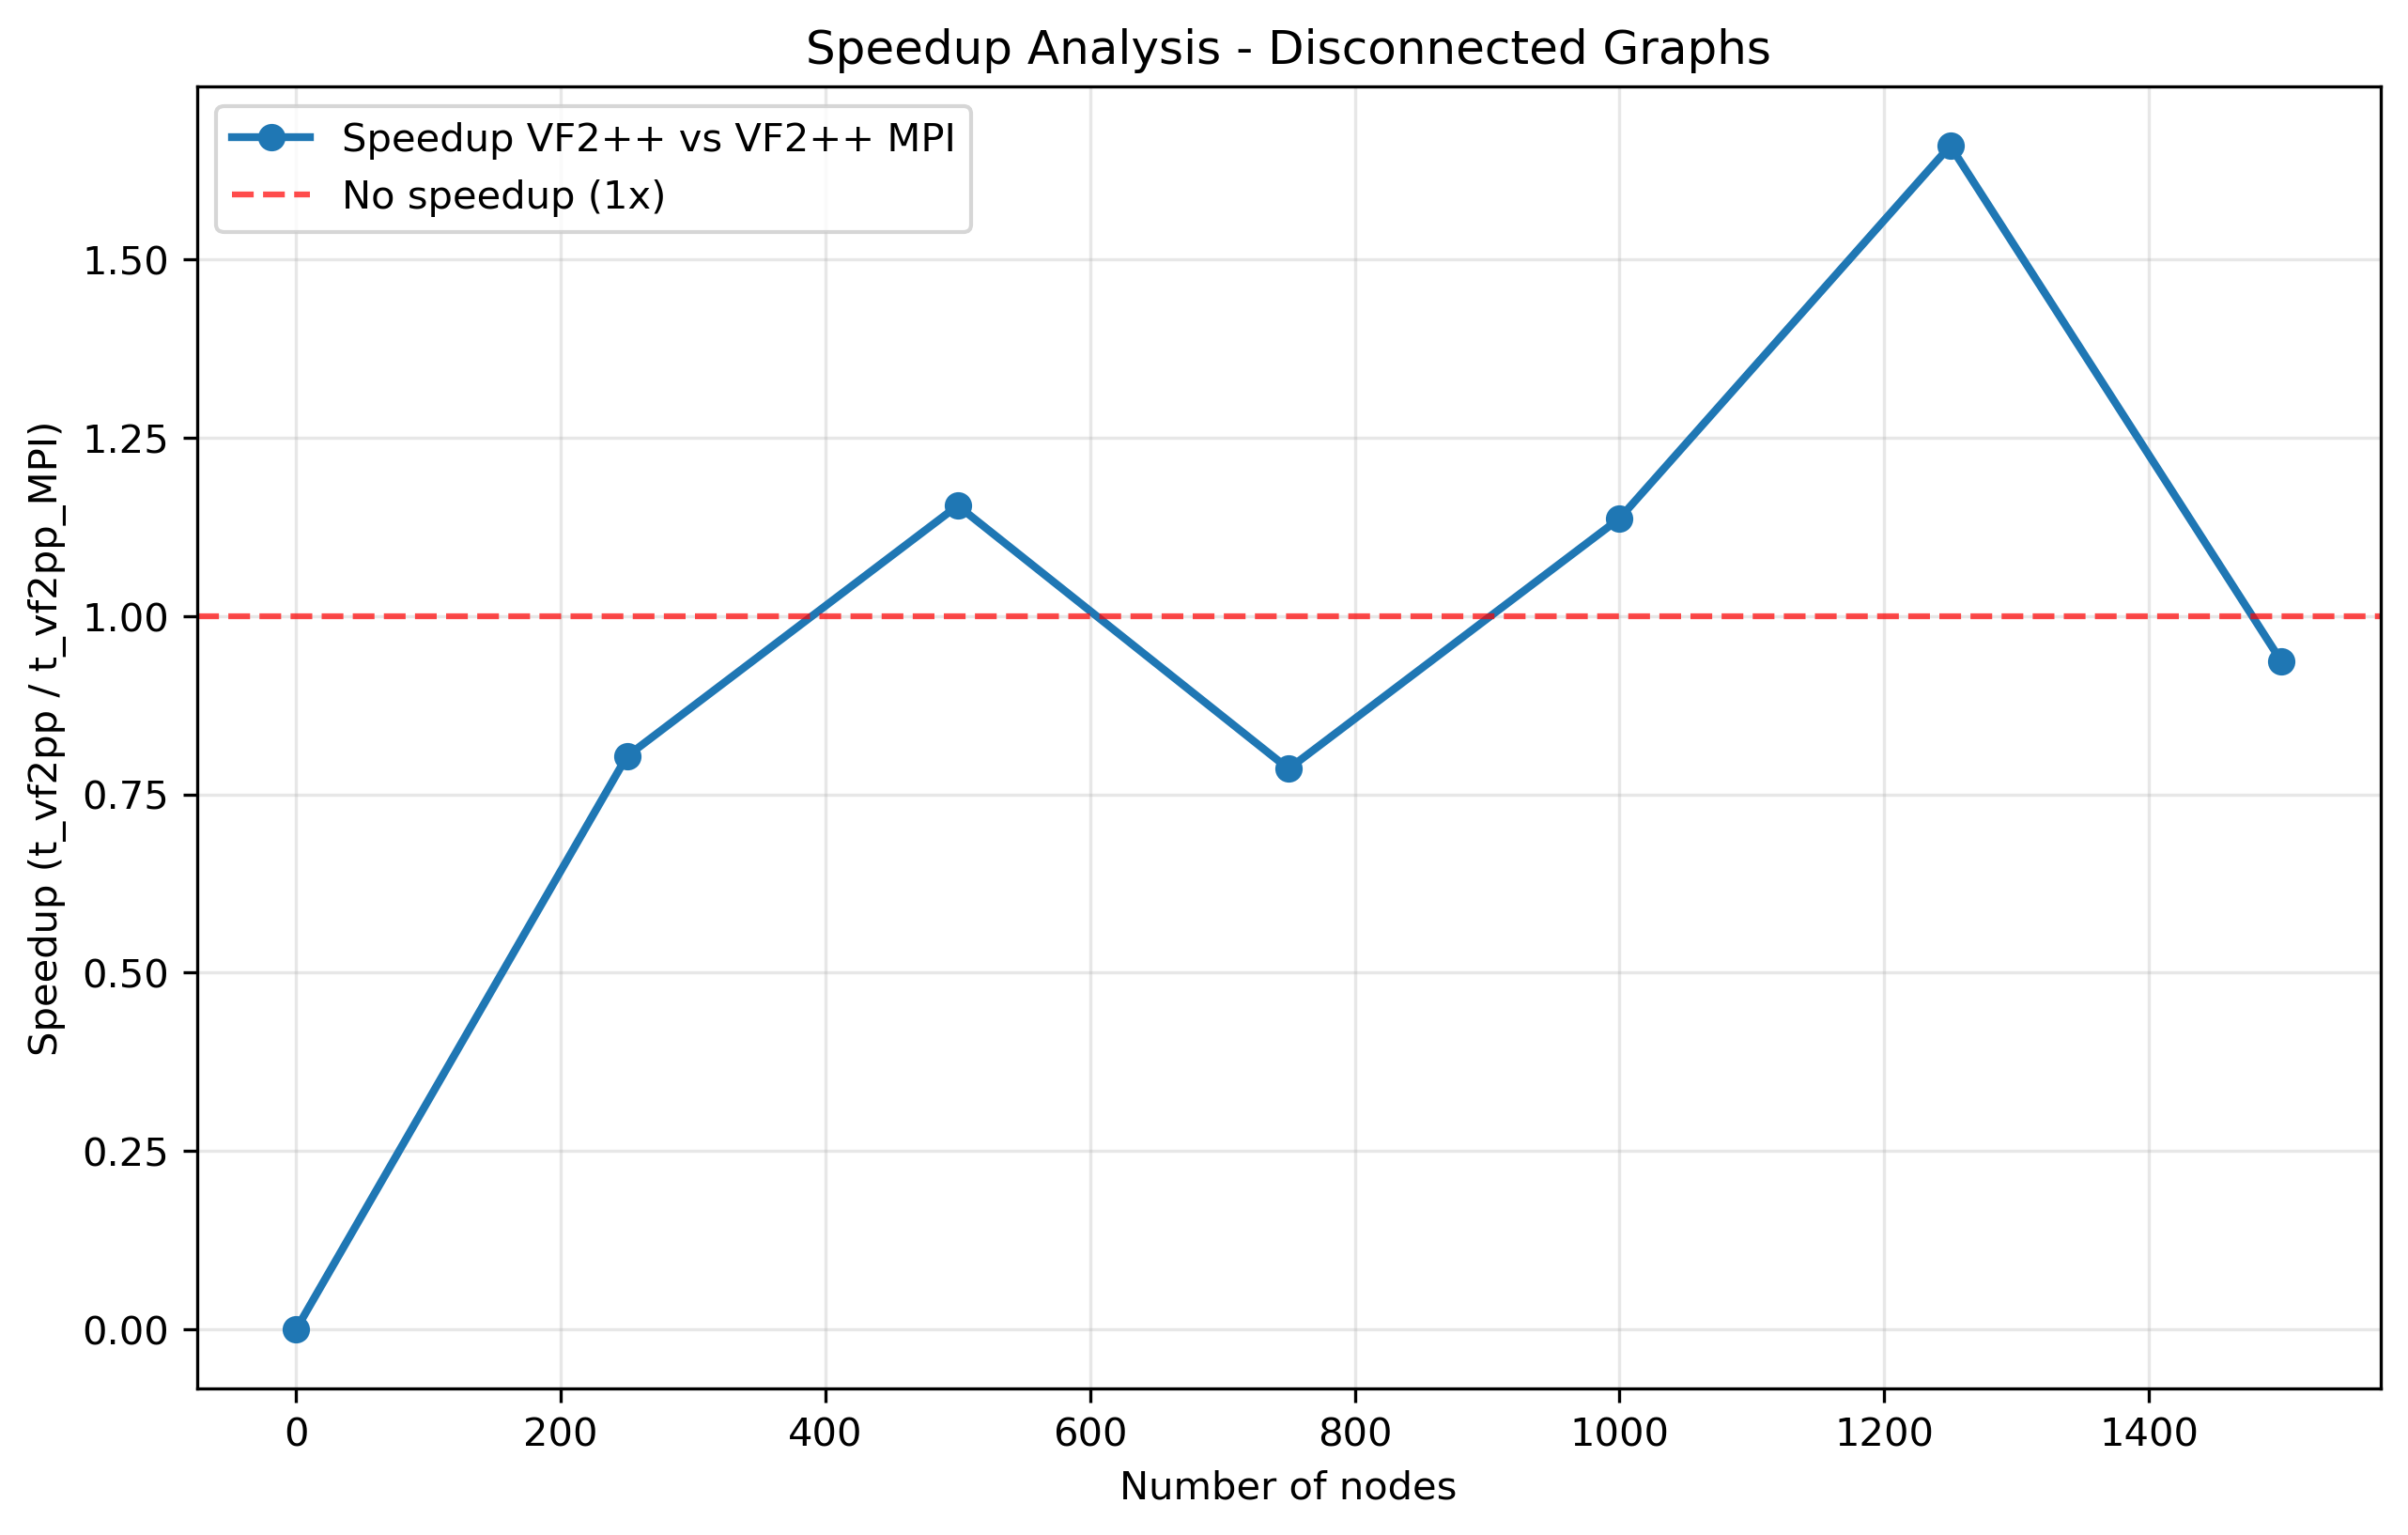 Speedup Analysis - Disconnected Graphs
Speedup VF2++ vs VF2++ MPI
No speedup (1x)
Speedup (t_vf2pp / t_vf2pp_MPI)
1.50
1.25
1.00
0.75
0.50
0.25
0.00
0 200 400 600 800 1000 1200 1400
Number of nodes